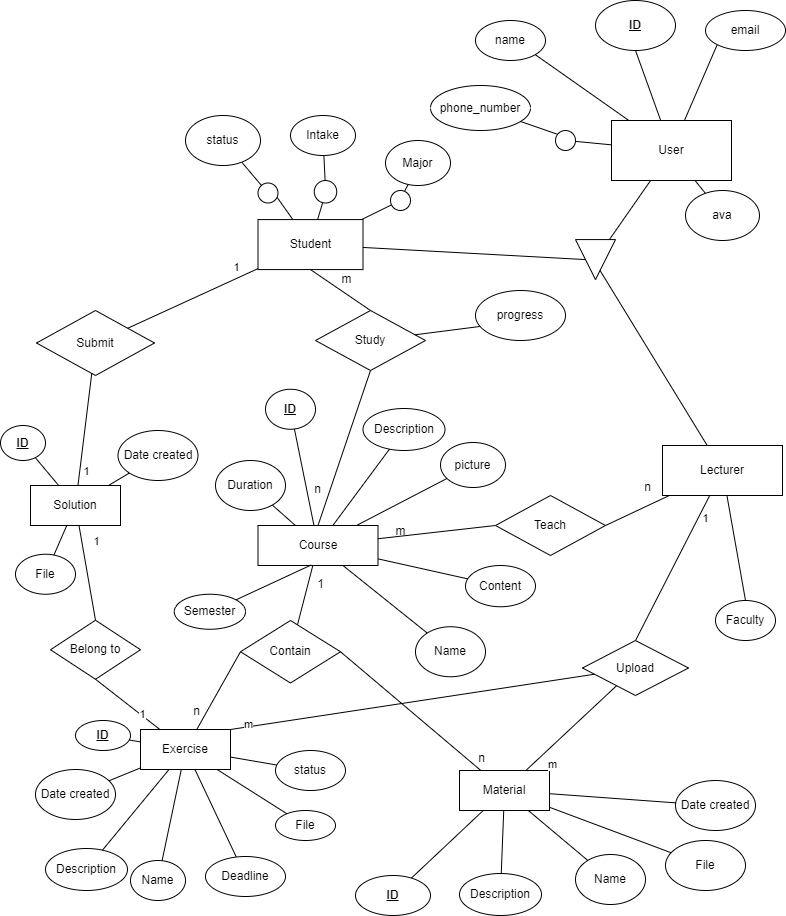 ID
email
name
phone_number
User
status
Intake
Major
ava
Student
1
m
progress
Submit
Study
ID
Description
ID
Date created
picture
1
Duration
n
n
Lecturer
Solution
m
Teach
1
Course
1
File
1
Content
Semester
Faculty
Belong to
Contain
Name
Upload
1
n
m
ID
Exercise
n
m
status
Date created
Material
Date created
File
Description
Name
Deadline
File
ID
Description
Name